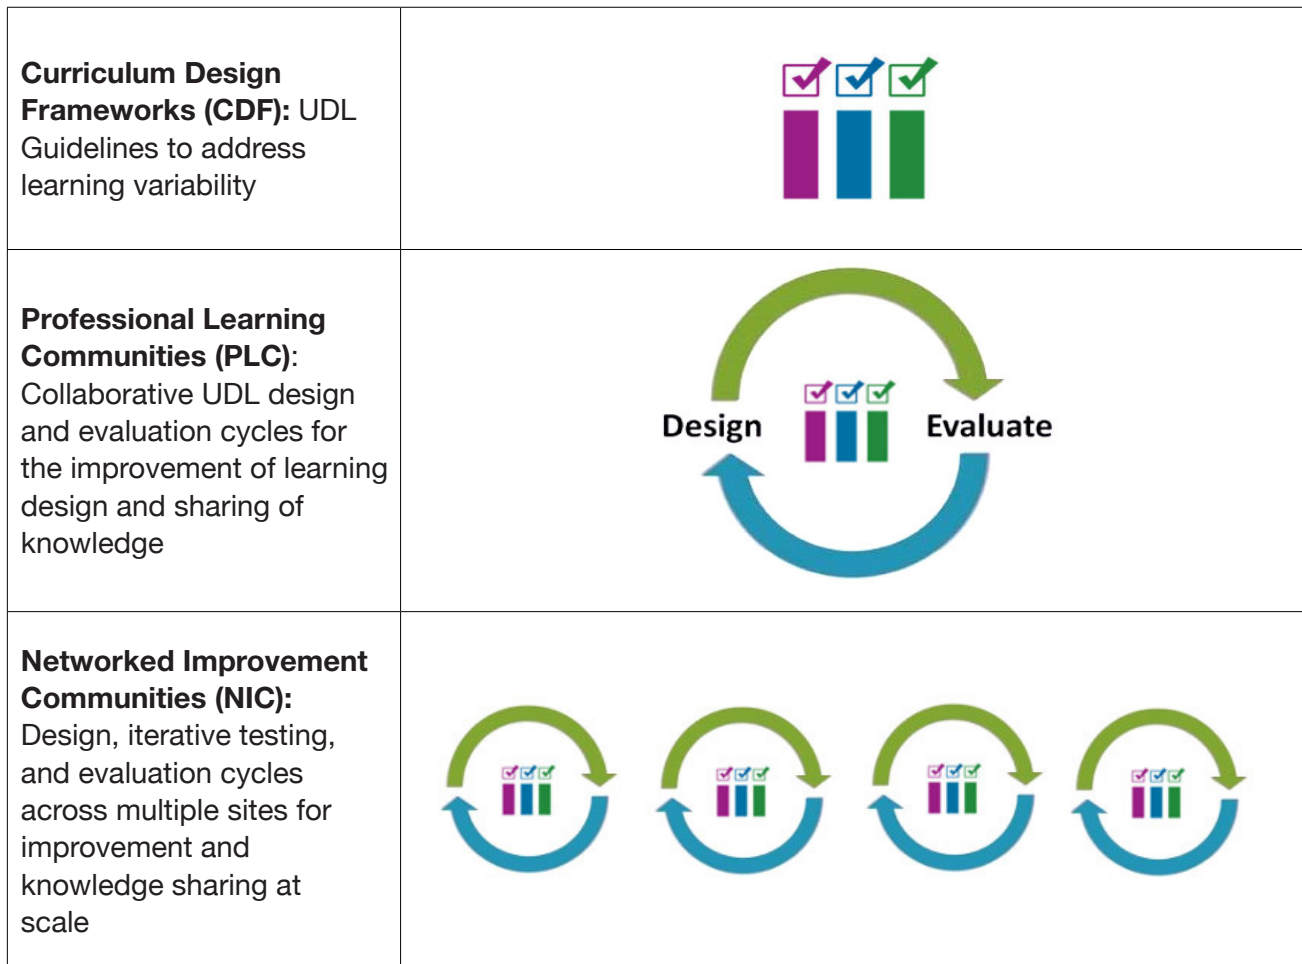 Curriculum Design
Frameworks (CDF): UDL
Guidelines to address
learning variability
Professional Learning
Communities (PLC):
Collaborative UDL design
and evaluation cycles for
the improvement of learning
design and sharing of
knowledge
Design
Evaluate
Networked Improvement
Communities (NIC):
Design, iterative testing,
and evaluation cycles
across multiple sites for
improvement and
knowledge sharing at
scale